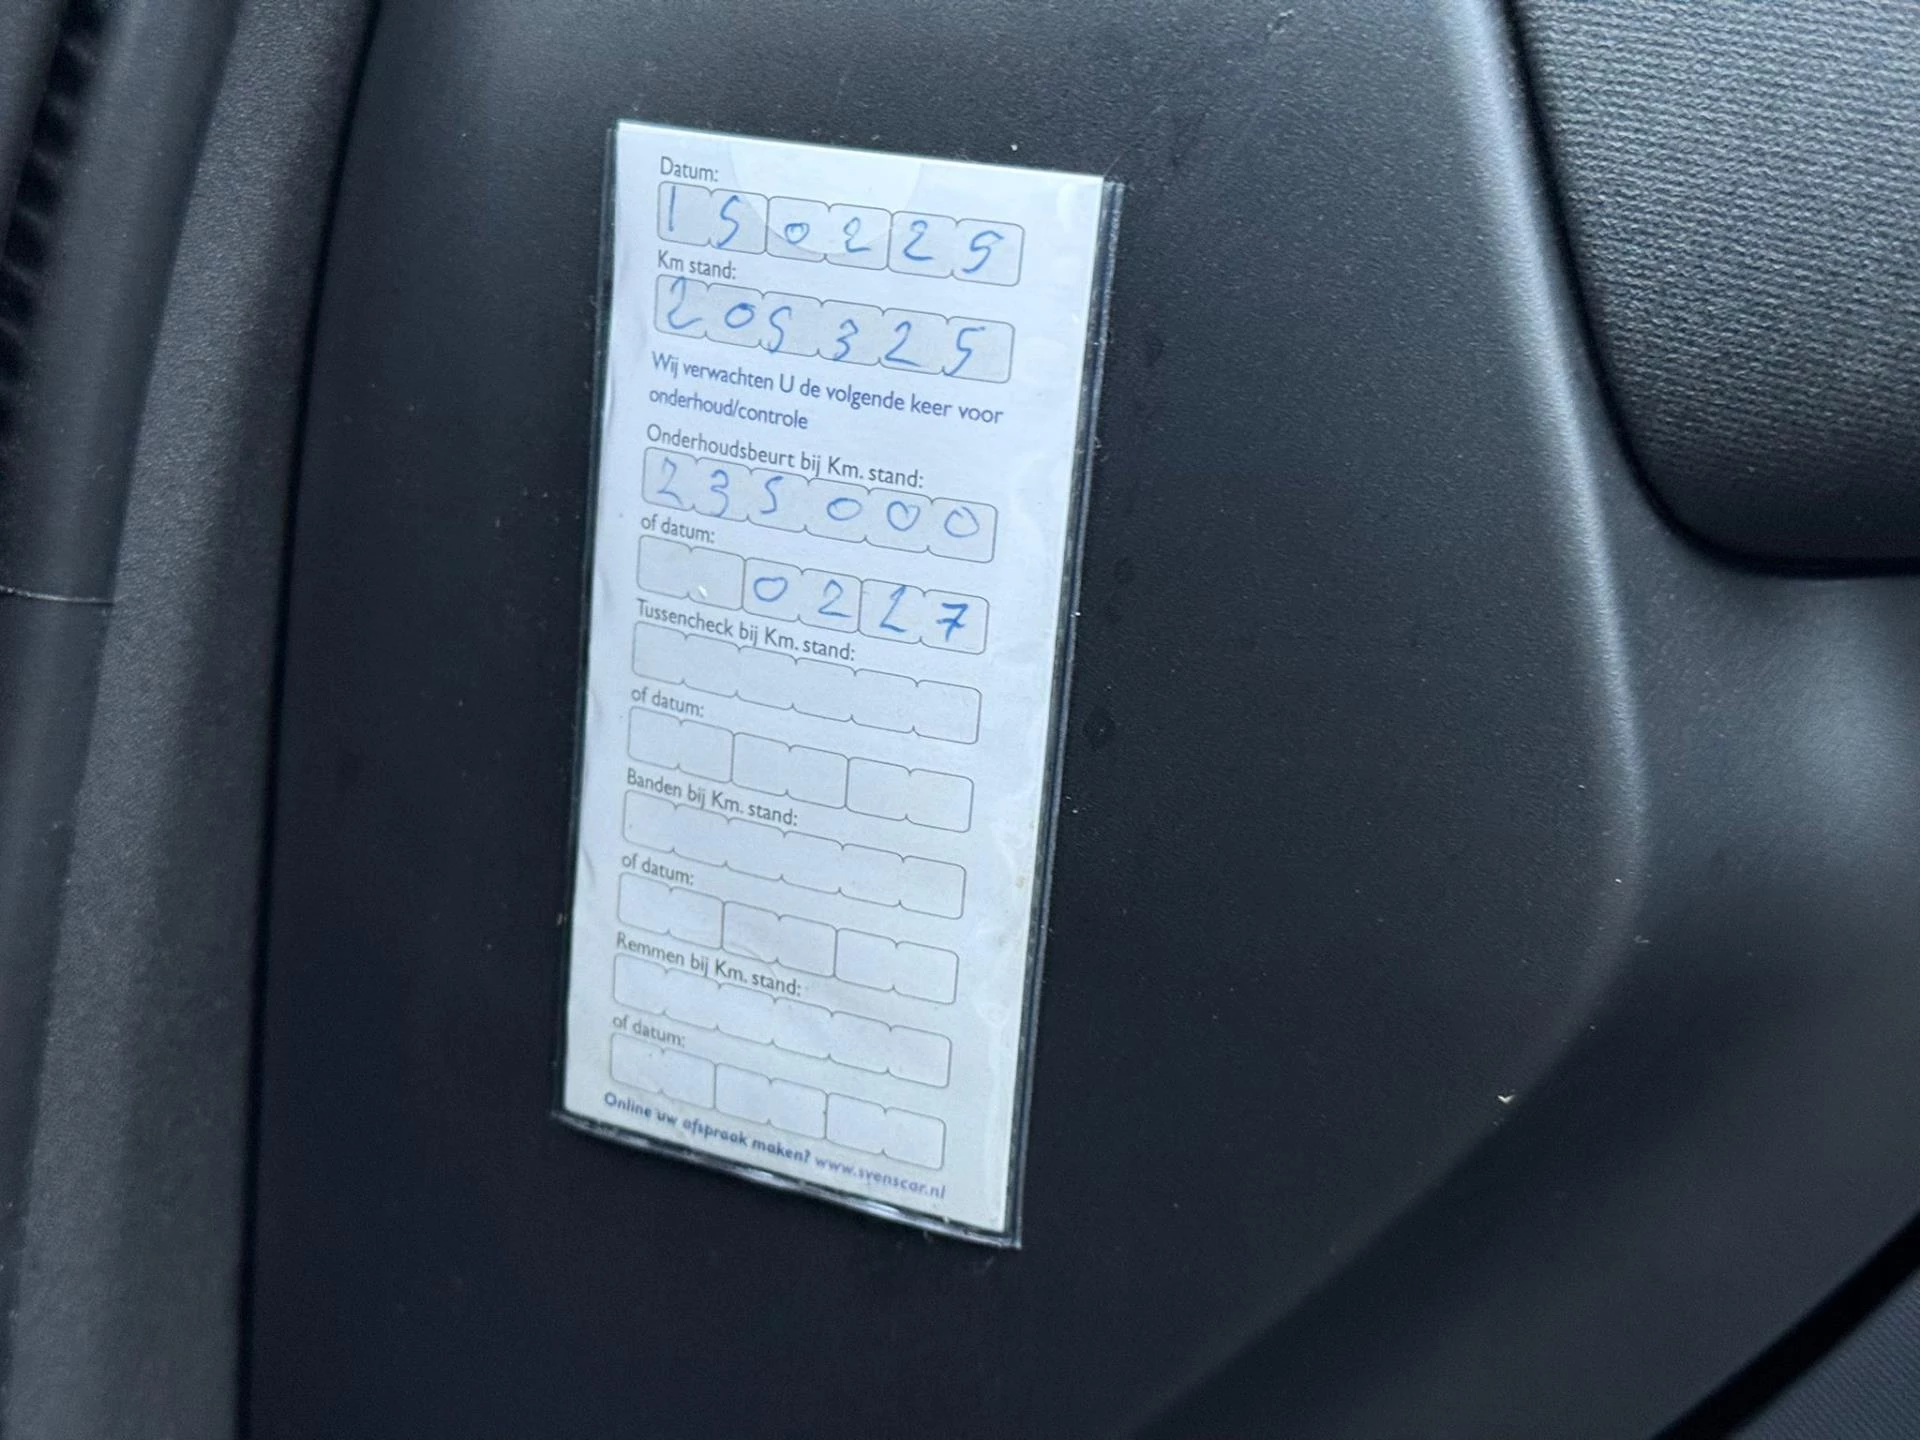 Datum:
150225
Km stand:
205325
Wij verwachten U de volgende keer voor
onderhoud/controle
Onderhoudsbeurt bij Km. stand:
235000
of datum:
0227
Tussencheck bij Km. stand:
of datum:
Banden bij Km. stand:
of datum:
Remmen bij Km. stand:
of datum:
Online uw afspraak maken? www.svenscar.nl